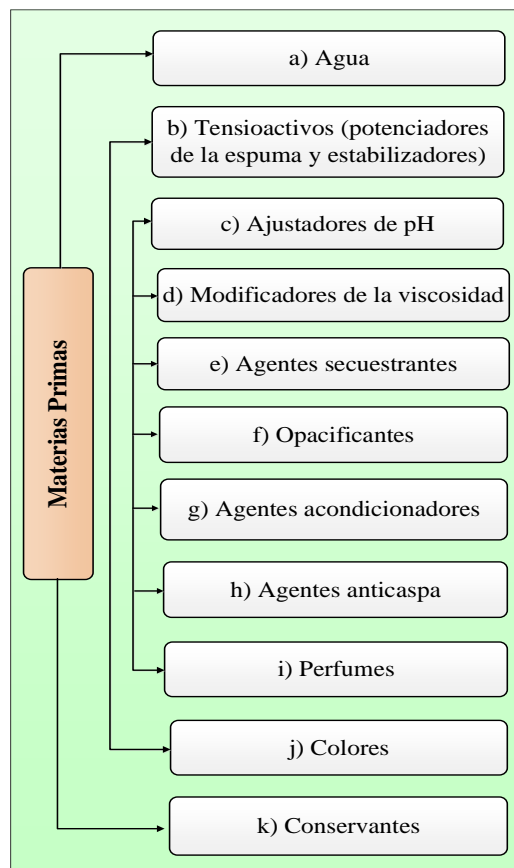 Materias Primas
a) Agua
b) Tensioactivos (potenciadores
de la espuma y estabilizadores)
c) Ajustadores de pH
d) Modificadores de la viscosidad
e) Agentes secuestrantes
f) Opacificantes
g) Agentes acondicionadores
h) Agentes anticaspa
i) Perfumes
j) Colores
k) Conservantes